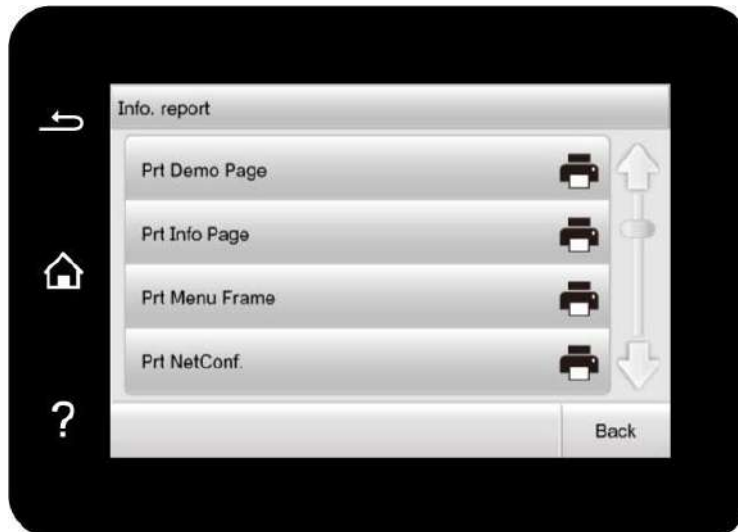 Info. report
Prt Demo Page
Prt Info Page
Prt Menu Frame
Prt NetConf.
?
Back